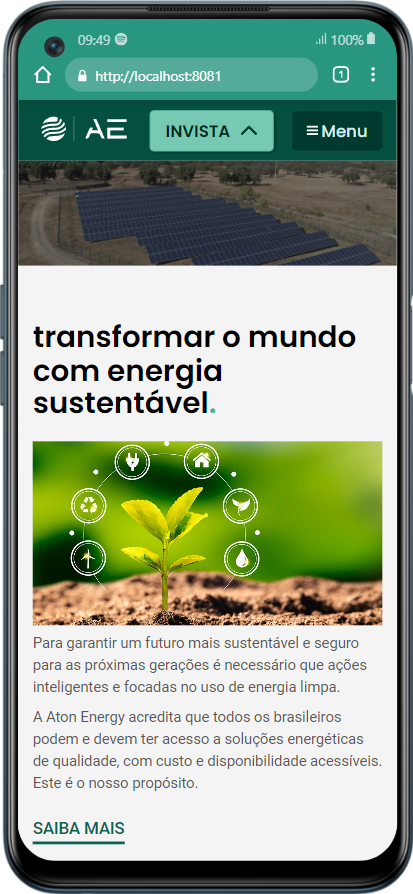 09:49 100%
http://localhost:8081 1
AE INVISTA Menu
transformar o mundo
com energia
sustentável.
Para garantir um futuro mais sustentável e seguro
para as próximas gerações é necessário que ações
inteligentes e focadas no uso de energia limpa.
A Aton Energy acredita que todos os brasileiros
podem e devem ter acesso a soluções energéticas
de qualidade, com custo e disponibilidade acessíveis.
Este é o nosso propósito.
SAIBA MAIS